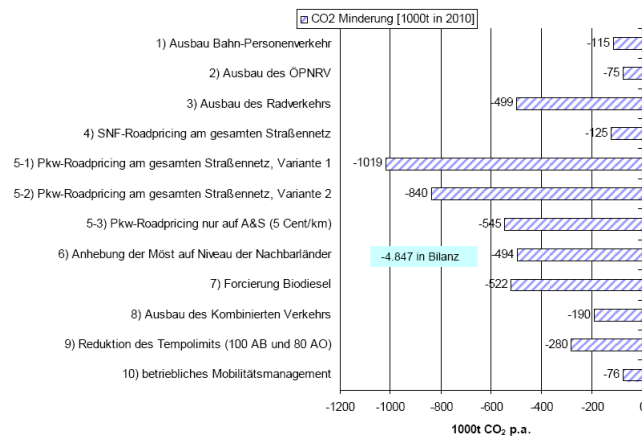 CO2 Minderung [1000t in 2010]
1) Ausbau Bahn-Personenverkehr -115
2) Ausbau des ÖPNRV -75
3) Ausbau des Radverkehrs -499
4) SNF-Roadpricing am gesamten Straßennetz -125
5-1) Pkw-Roadpricing am gesamten Straßennetz, Variante 1 -1019
5-2) Pkw-Roadpricing am gesamten Straßennetz, Variante 2 -840
5-3) Pkw-Roadpricing nur auf A&S (5 Cent/km) -545
6) Anhebung der Möst auf Niveau der Nachbarländer -4.847 in Bilanz -494
7) Forcierung Biodiesel -522
8) Ausbau des Kombinierten Verkehrs -190
9) Reduktion des Tempolimits (100 AB und 80 AO) -280
10) betriebliches Mobilitätsmanagement -76
-1200 -1000 -800 -600 -400 -200 0
1000t CO₂ p.a.